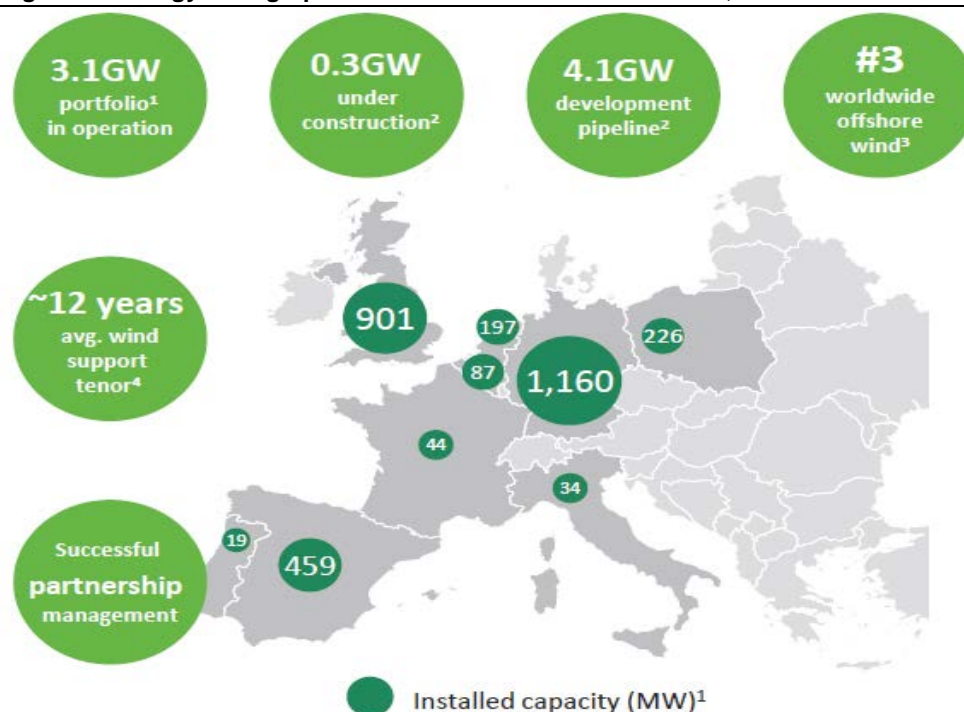 3.1GW
portfolio¹
in operation
0.3GW
under
construction²
4.1GW
development
pipeline²
#3
worldwide
offshore
wind³
~12 years
avg. wind
support
tenor⁴
901
197
226
87
1,160
44
34
19
459
Successful
partnership
management
Installed capacity (MW)¹